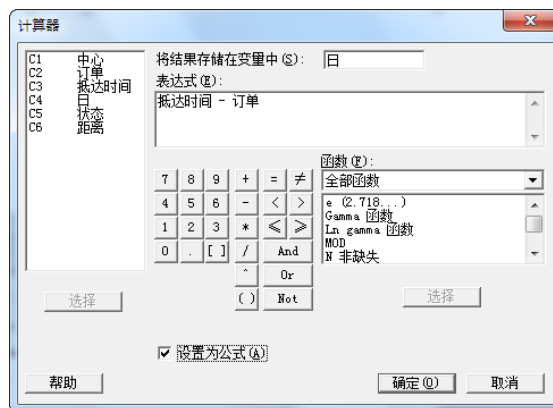 计算器
C1 中心
C2 订单
C3 抵达时间
C4 日
C5 状态
C6 距离
将结果存储在变量中(S): 日
表达式(E):
抵达时间 - 订单
函数(F):
7 8 9 + = ≠ 全部函数
4 5 6 - < > e (2.718...)
Gamma 函数
1 2 3 * ≤ ≥ Ln gamma 函数
MOD
0 . [ ] / And N 非缺失
^ Or
选择 ( ) Not 选择
设置为公式(A)
帮助 确定(O) 取消